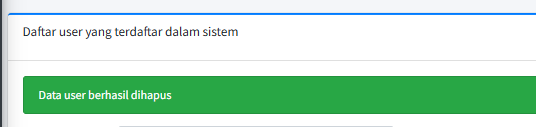 Daftar user yang terdaftar dalam sistem
Data user berhasil dihapus